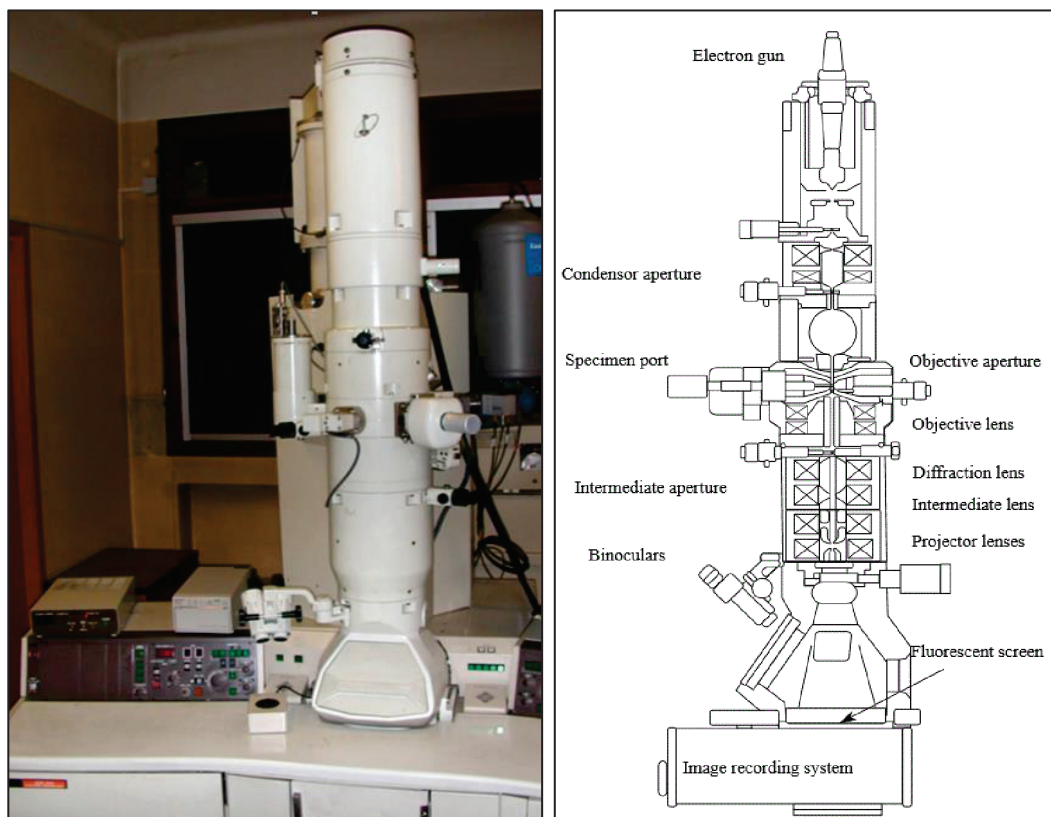 Electron gun
Condensor aperture
Specimen port
Objective aperture
Objective lens
Diffraction lens
Intermediate aperture
Intermediate lens
Projector lenses
Binoculars
Fluorescent screen
Image recording system